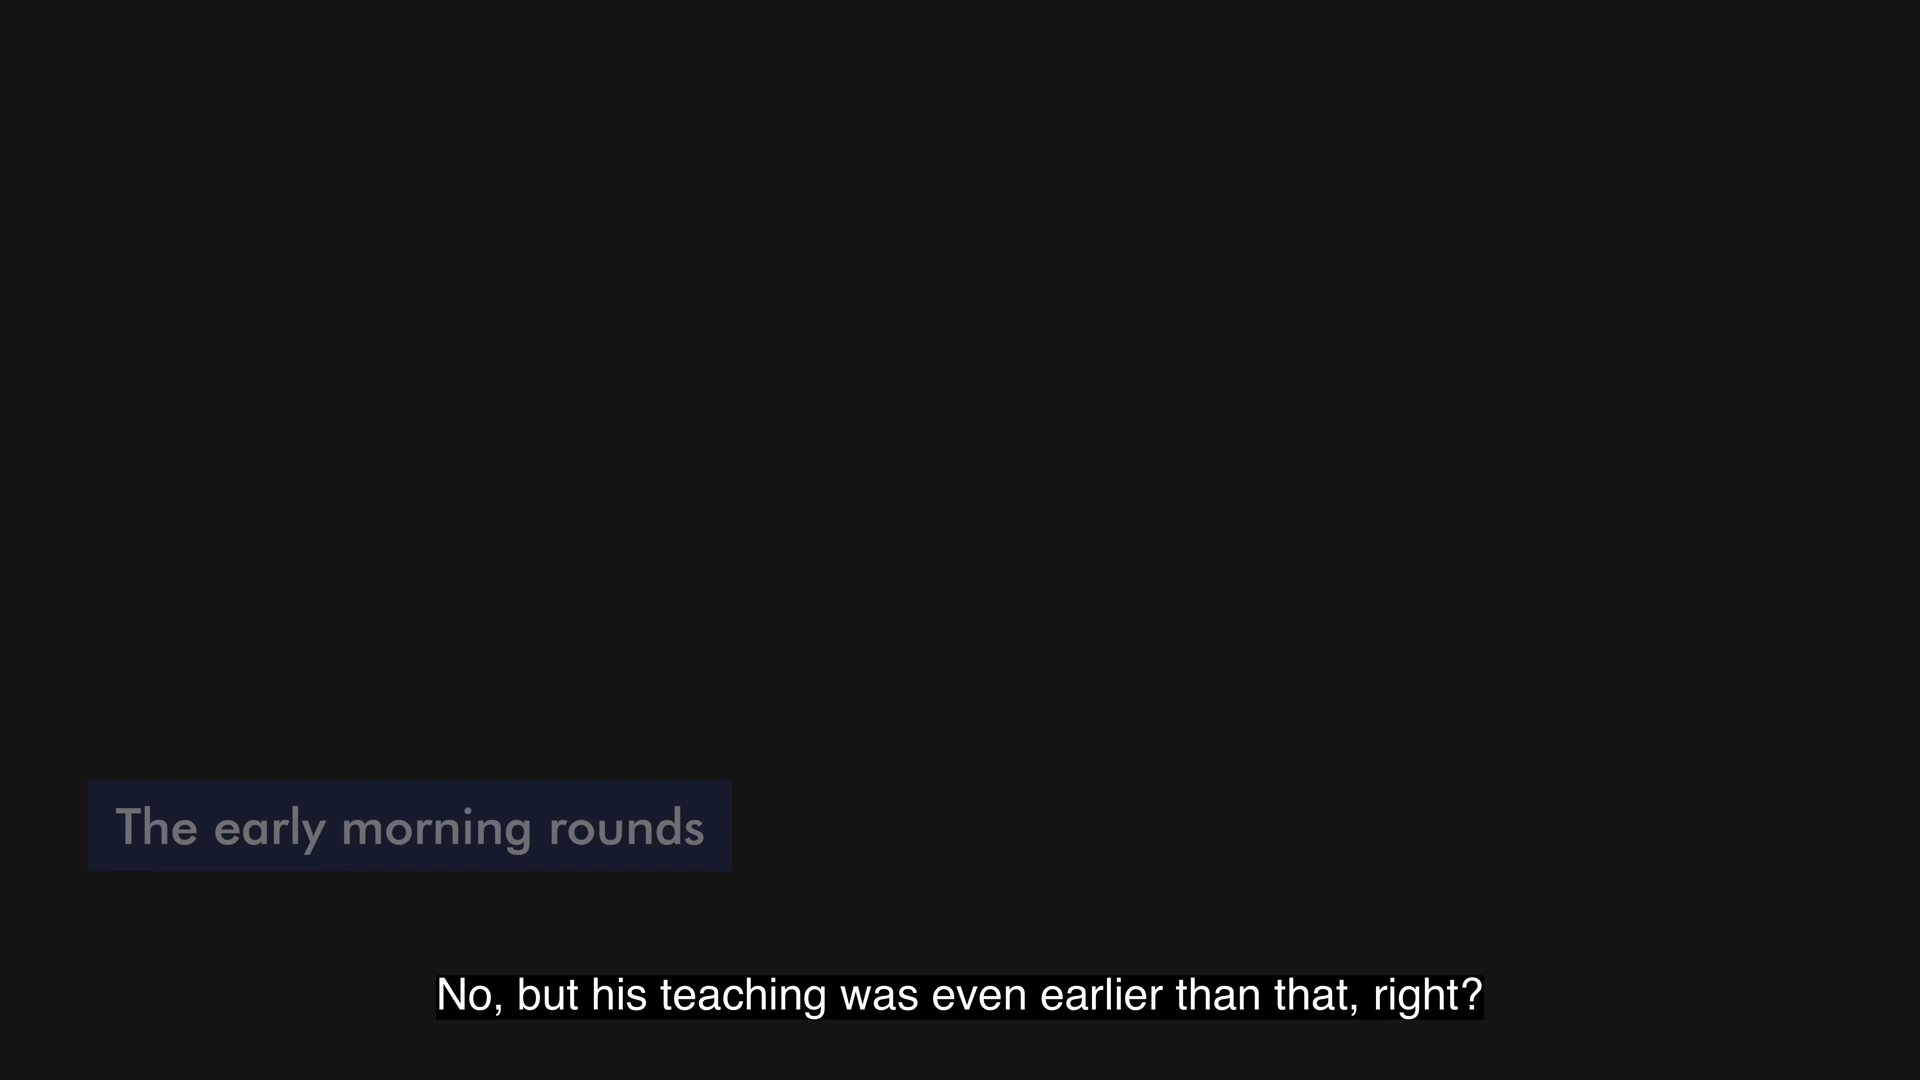 The early morning rounds
No, but his teaching was even earlier than that, right?